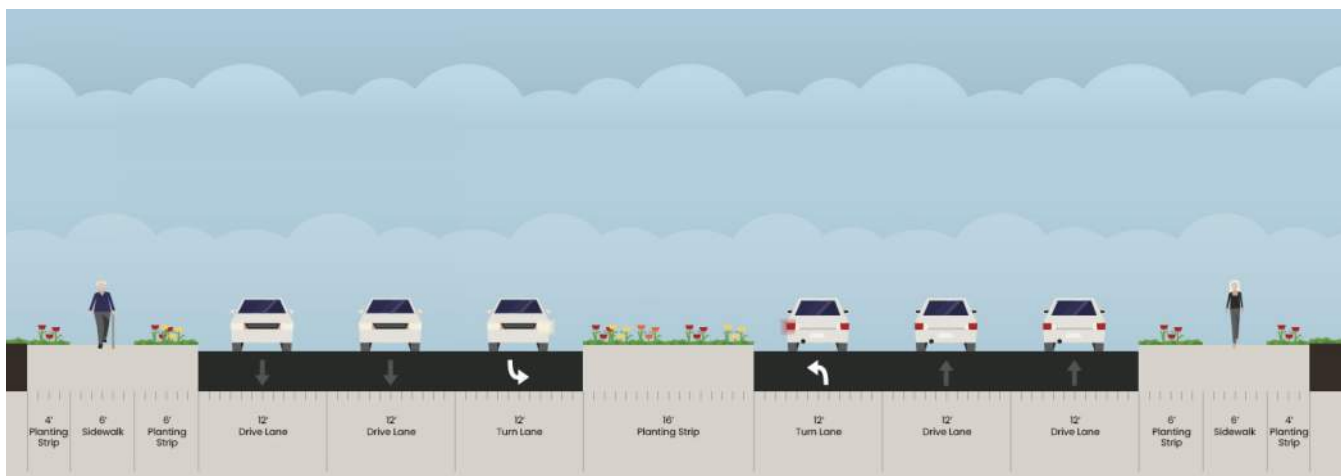 4'
Planting
Strip
6'
Sidewalk
6'
Planting
Strip
12'
Drive Lane
12'
Drive Lane
12'
Turn Lane
16'
Planting Strip
12'
Turn Lane
12'
Drive Lane
12'
Drive Lane
6'
Planting
Strip
6'
Sidewalk
4'
Planting
Strip